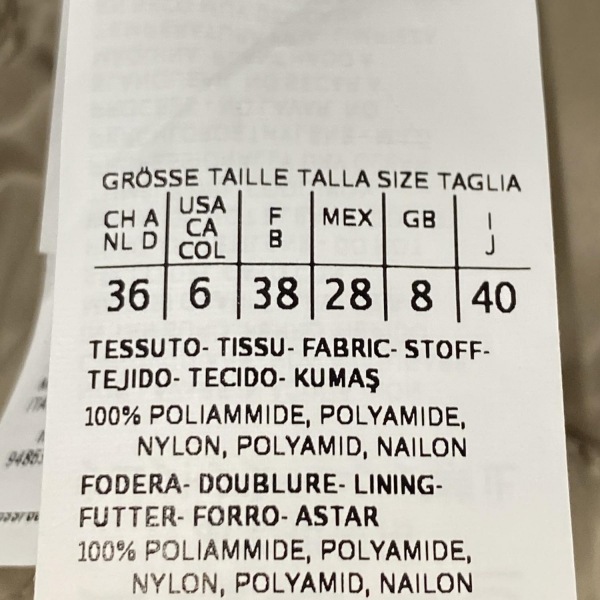 GRÖSSE TAILLE TALLA SIZE TAGLIA
CH A NL D | USA CA COL | F B | MEX | GB | I J
36 | 6 | 38 | 28 | 8 | 40
TESSUTO- TISSU- FABRIC- STOFF-
TEJIDO- TECIDO- KUMAŞ
100% POLIAMMIDE, POLYAMIDE,
NYLON, POLYAMID, NAILON
FODERA- DOUBLURE- LINING-
FUTTER- FORRO- ASTAR
100% POLIAMMIDE, POLYAMIDE,
NYLON, POLYAMID, NAILON